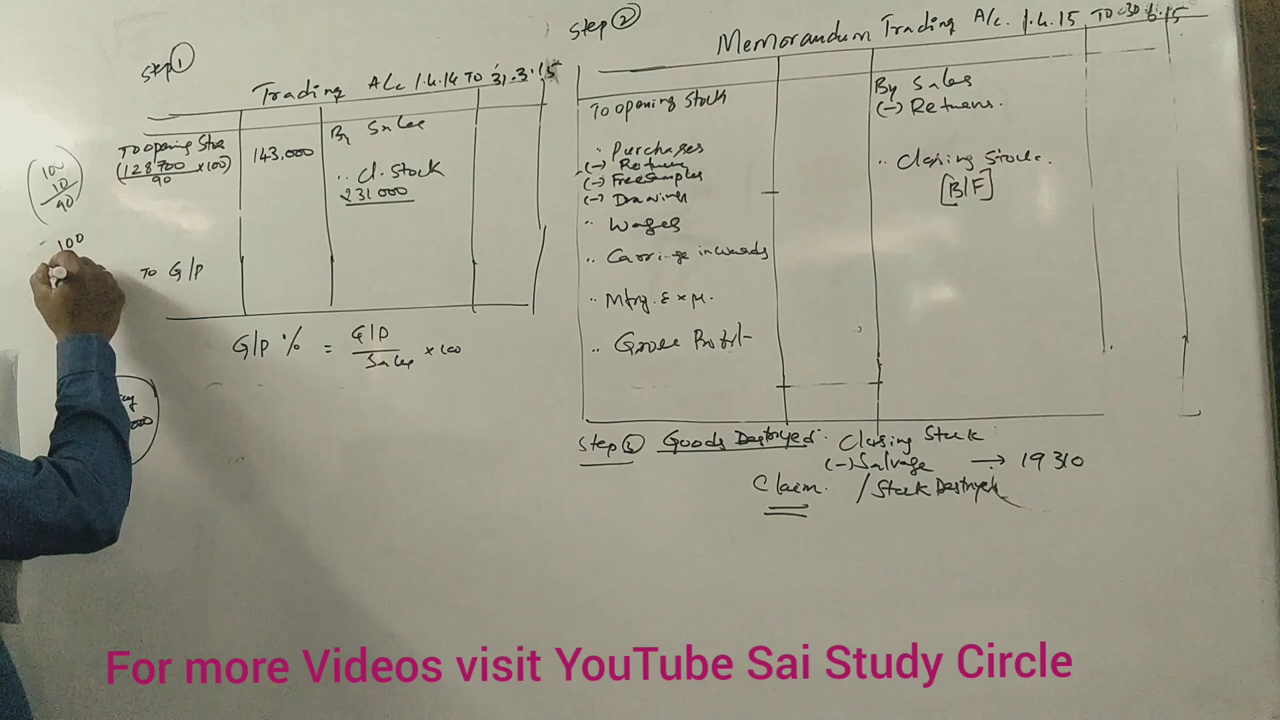 Step ①
Trading A/c 1.4.14 TO 31.3.15
To opening Stoc
(128700 x100)
90
143,000
By Sales
.. Cl. Stock
231000
100
10
90
100
TO G/P
G/P % = G/P x 100
Sales
000
Step ②
Memorandum Trading A/c. 1.4.15 TO 30.6.15
To opening Stock
.. Purchases
(-) Return
(-) Free Samples
(-) Drawings
.. Wages
.. Carriage inwards
.. Mfrg. Exp.
.. Gross Profit
By Sales
(-) Returns.
.. Closing Stock.
[B/F]
Step ③ Goods Destroyed.
Closing Stock
(-) Salvage → 19310
Claim. / Stock Destroyed
For more Videos visit YouTube Sai Study Circle